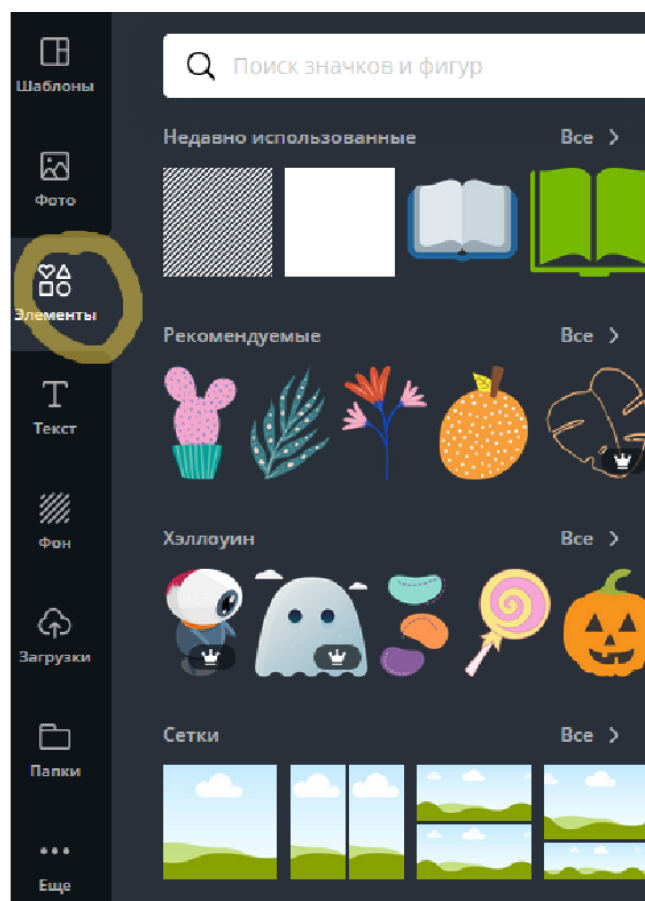 Шаблоны
Фото
Элементы
Текст
Фон
Загрузки
Папки
Еще
Поиск значков и фигур
Недавно использованные Все
Рекомендуемые Все
Хэллоуин Все
Сетки Все